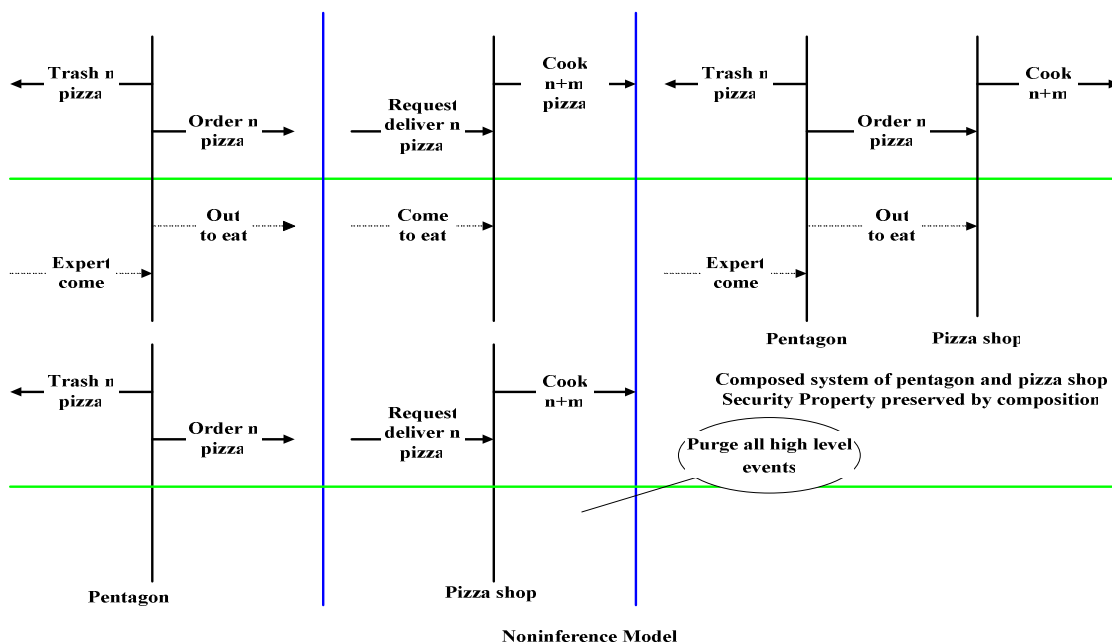 Trash n
pizza
Order n
pizza
Out
to eat
Expert
come
Cook
n+m
pizza
Request
deliver n
pizza
Come
to eat
Trash n
pizza
Cook
n+m
Order n
pizza
Out
to eat
Expert
come
Pentagon
Pizza shop
Composed system of pentagon and pizza shop
Security Property preserved by composition
Trash n
pizza
Order n
pizza
Cook
n+m
Request
deliver n
pizza
Purge all high level
events
Pentagon
Pizza shop
Noninference Model